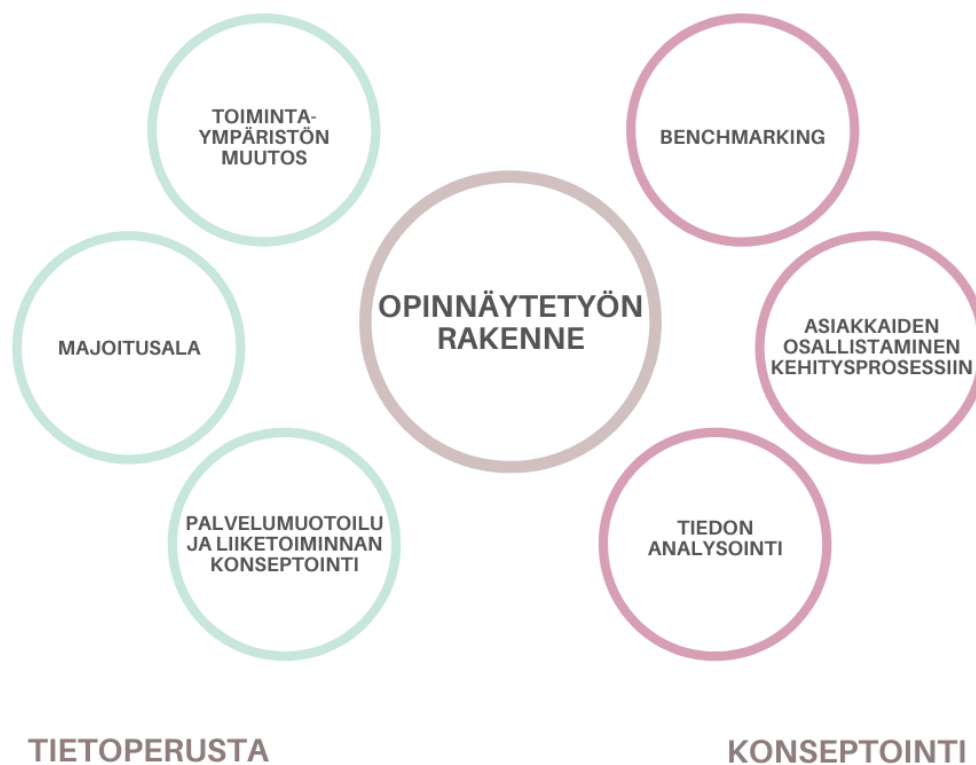 TOIMINTA-
YMPÄRISTÖN
MUUTOS
BENCHMARKING
OPINNÄYTETYÖN
RAKENNE
MAJOITUSALA
ASIAKKAIDEN
OSALLISTAMINEN
KEHITYSPROSESSIIN
PALVELUMUOTOILU
JA LIIKETOIMINNAN
KONSEPTOINTI
TIEDON
ANALYSOINTI
TIETOPERUSTA
KONSEPTOINTI